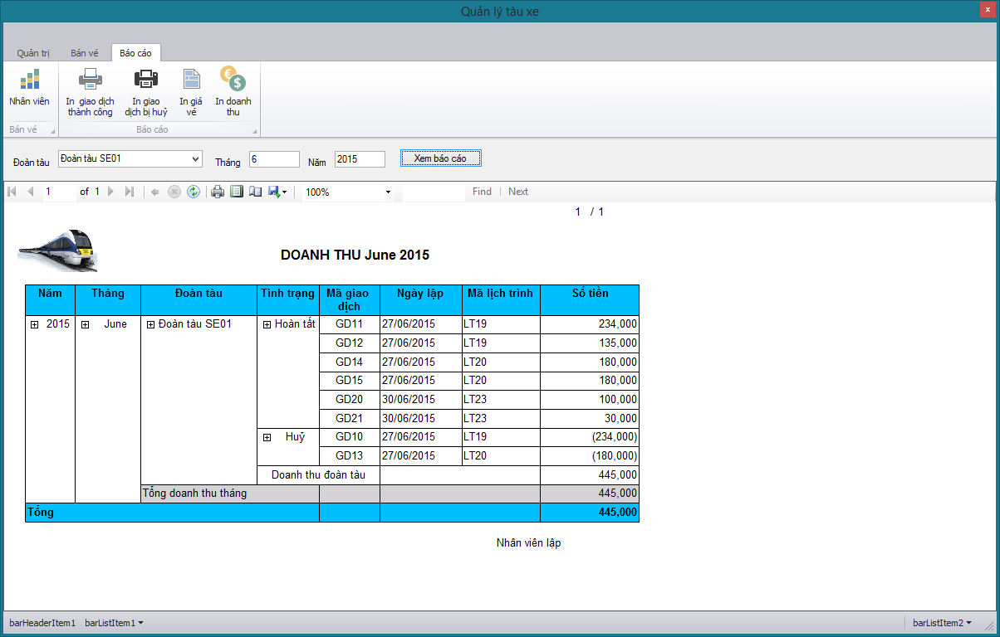 Quản lý tàu xe
x
Quản trị Bán vé Báo cáo
Nhân viên
In giao dịch thành công
In giao dịch bị huỷ
In giá vé
In doanh thu
Bán vé Báo cáo
Đoàn tàu Đoàn tàu SE01 Tháng 6 Năm 2015 Xem báo cáo
1 of 1 100% Find | Next
1 / 1
DOANH THU June 2015
Năm Tháng Đoàn tàu Tình trạng Mã giao dịch Ngày lập Mã lịch trình Số tiền
2015 June Đoàn tàu SE01 Hoàn tất GD11 27/06/2015 LT19 234,000
GD12 27/06/2015 LT19 135,000
GD14 27/06/2015 LT20 180,000
GD15 27/06/2015 LT20 180,000
GD20 30/06/2015 LT23 100,000
GD21 30/06/2015 LT23 30,000
Huỷ GD10 27/06/2015 LT19 (234,000)
GD13 27/06/2015 LT20 (180,000)
Doanh thu đoàn tàu 445,000
Tổng doanh thu tháng 445,000
Tổng 445,000
Nhân viên lập
barHeaderItem1 barListItem1 barListItem2